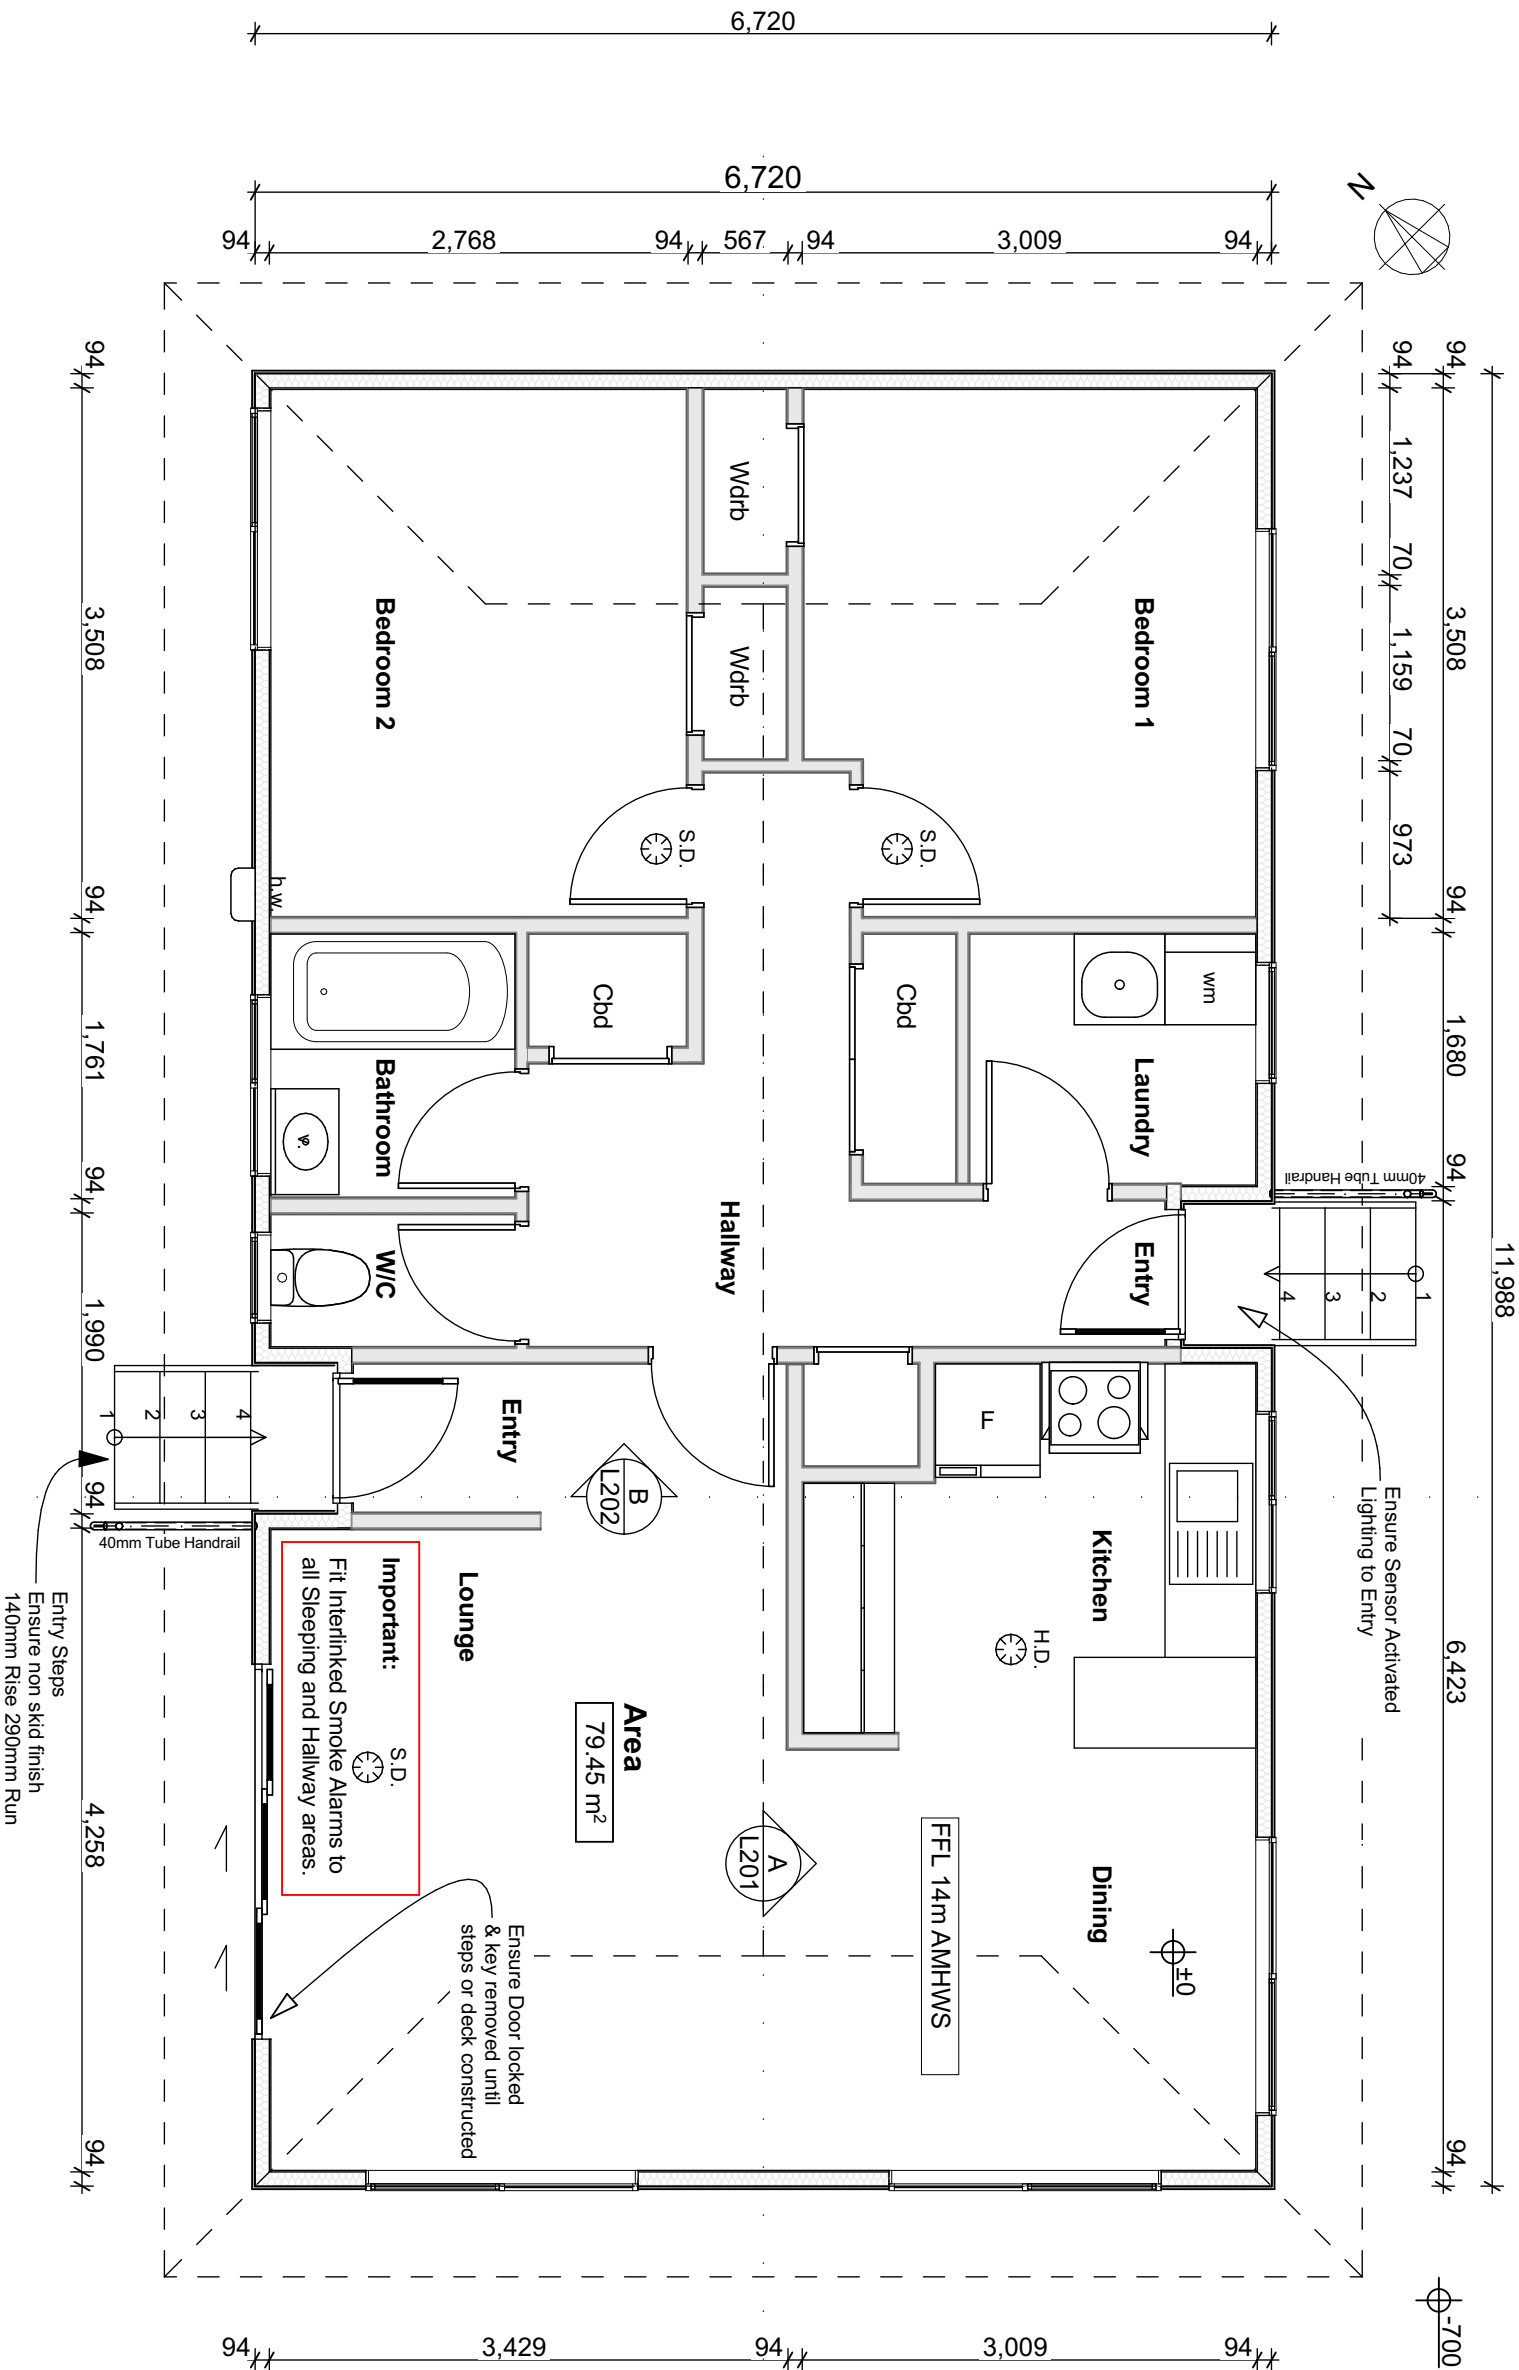 6,720
6,720
94
2,768
94
567
94
3,009
94
N
94
3,508
94
1,761
94
1,990
94
4,258
94
94
1,237
70
1,159
70
973
94
3,508
94
1,680
94
6,423
94
11,988
Wdrb
Wdrb
Bedroom 2
Bedroom 1
S.D.
S.D.
h.w.
Cbd
Cbd
wm
Laundry
Bathroom
v.
W/C
Hallway
Entry
40mm Tube Handrail
1
2
3
4
Ensure Sensor Activated
Lighting to Entry
Entry
1
2
3
4
40mm Tube Handrail
Entry Steps
Ensure non skid finish
140mm Rise 290mm Run
B
L202
F
Kitchen
H.D.
Lounge
Important:
Fit Interlinked Smoke Alarms to
all Sleeping and Hallway areas.
S.D.
Area
79.45 m²
A
L201
FFL 14m AMHWS
Dining
±0
Ensure Door locked
& key removed until
steps or deck constructed
-700
94
3,429
94
3,009
94